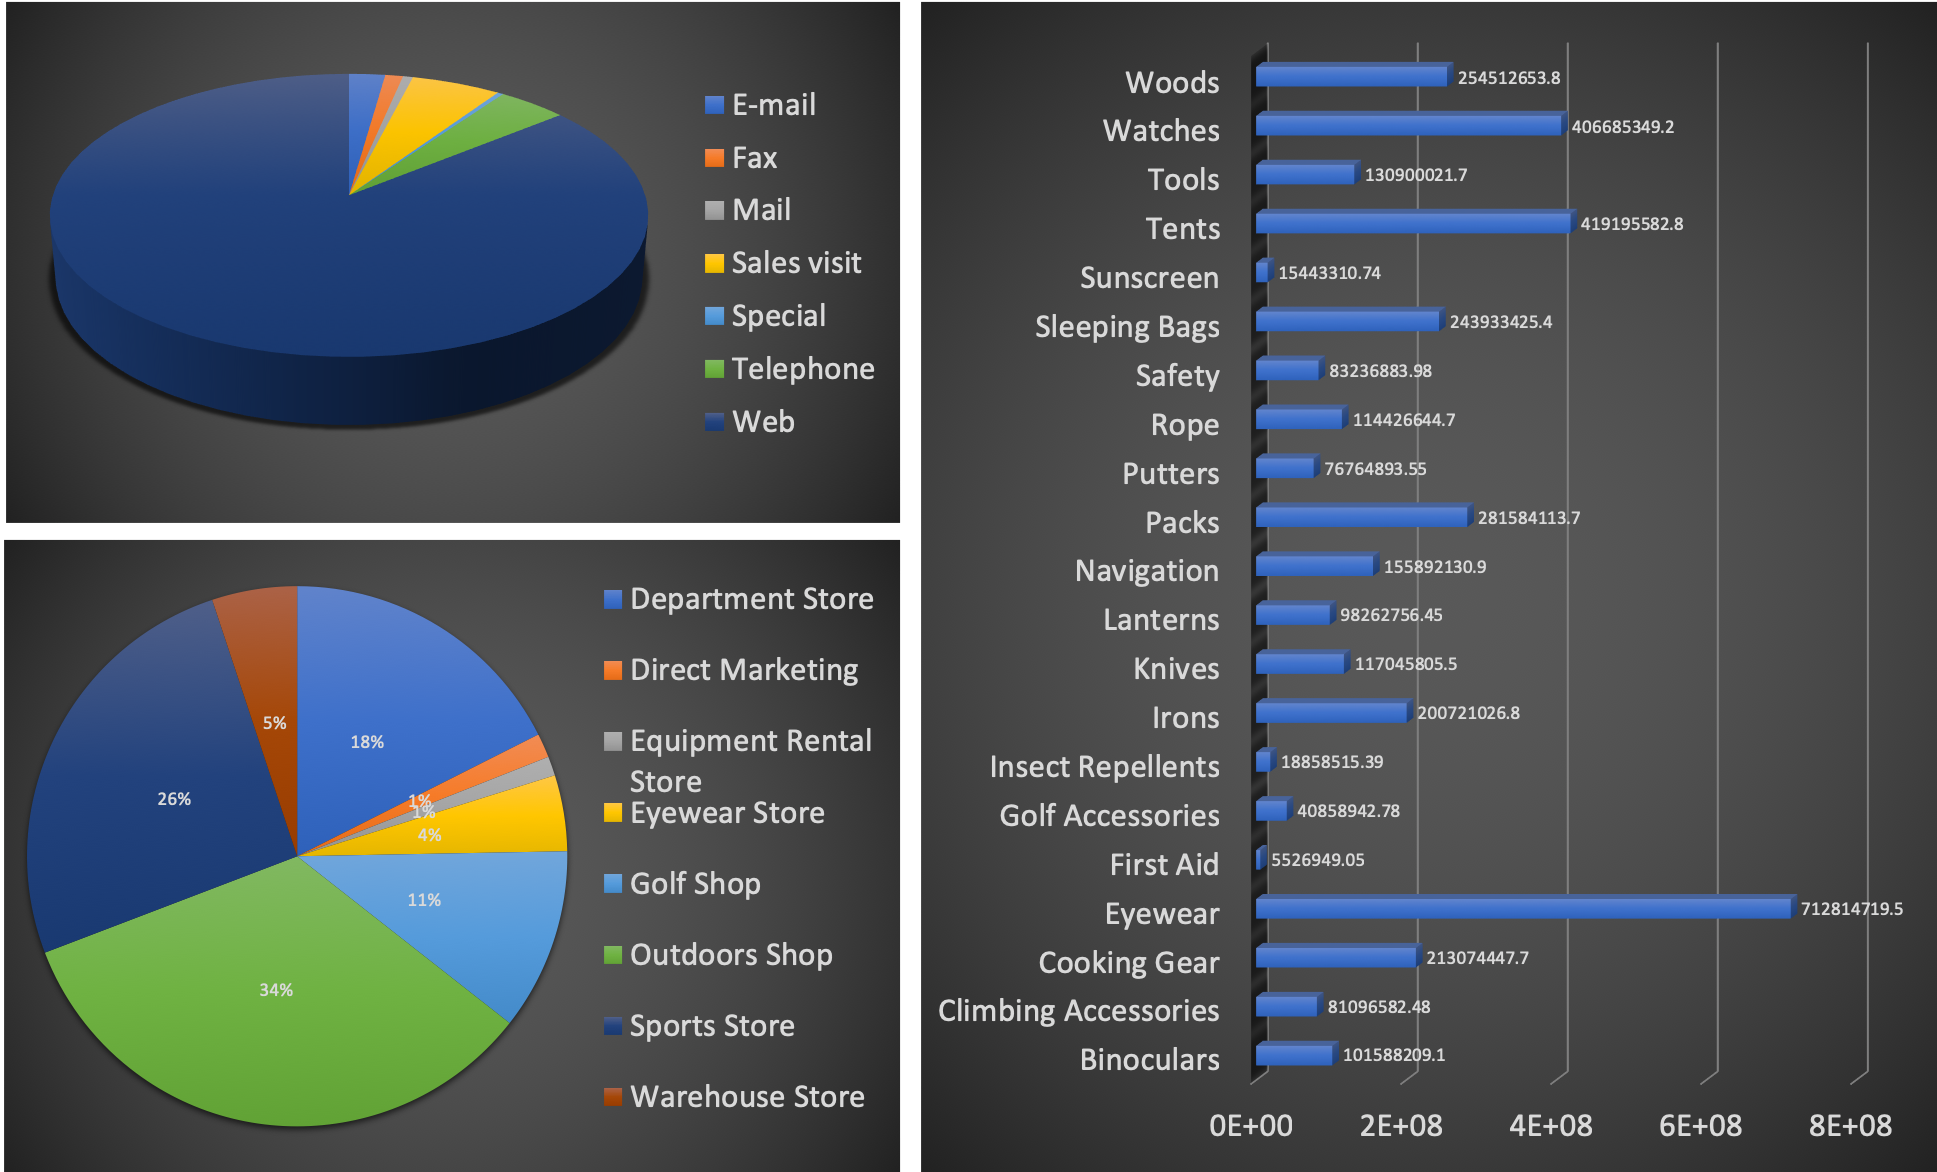 E-mail
Fax
Mail
Sales visit
Special
Telephone
Web
Department Store
Direct Marketing
Equipment Rental
Store
Eyewear Store
Golf Shop
Outdoors Shop
Sports Store
Warehouse Store
5%
18%
26%
1%
1%
4%
11%
34%
Woods 254512653.8
Watches 406685349.2
Tools 130900021.7
Tents 419195582.8
Sunscreen 15443310.74
Sleeping Bags 243933425.4
Safety 83236883.98
Rope 114426644.7
Putters 76764893.55
Packs 281584113.7
Navigation 155892130.9
Lanterns 98262756.45
Knives 117045805.5
Irons 200721026.8
Insect Repellents 18858515.39
Golf Accessories 40858942.78
First Aid 5526949.05
Eyewear 712814719.5
Cooking Gear 213074447.7
Climbing Accessories 81096582.48
Binoculars 101588209.1
0E+00 2E+08 4E+08 6E+08 8E+08